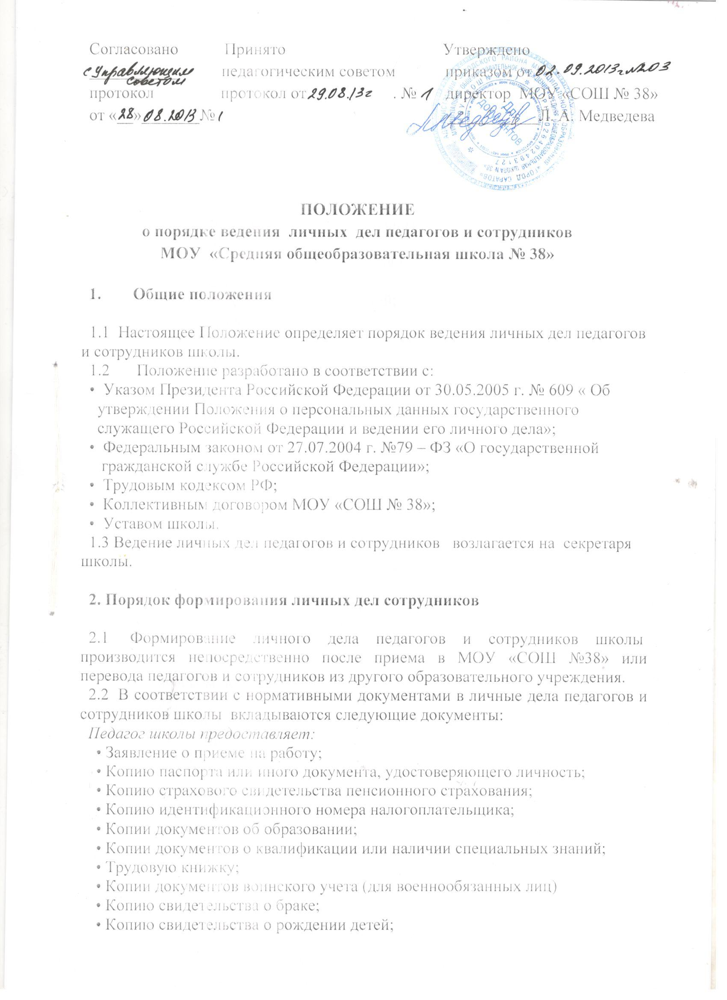 Согласовано Принято Утверждено
с Управляющим педагогическим советом приказом от 02.09.2013г №203
советом
протокол протокол от 29.08.13г . № 1 директор МОУ «СОШ № 38»
от «28» 08.2013 №1 Л. А. Медведева
Для документов
ПОЛОЖЕНИЕ
о порядке ведения личных дел педагогов и сотрудников
МОУ «Средняя общеобразовательная школа № 38»
1. Общие положения
1.1 Настоящее Положение определяет порядок ведения личных дел педагогов
и сотрудников школы.
1.2 Положение разработано в соответствии с:
• Указом Президента Российской Федерации от 30.05.2005 г. № 609 « Об
утверждении Положения о персональных данных государственного
служащего Российской Федерации и ведении его личного дела»;
• Федеральным законом от 27.07.2004 г. №79 – ФЗ «О государственной
гражданской службе Российской Федерации»;
• Трудовым кодексом РФ;
• Коллективным договором МОУ «СОШ № 38»;
• Уставом школы.
1.3 Ведение личных дел педагогов и сотрудников возлагается на секретаря
школы.
2. Порядок формирования личных дел сотрудников
2.1 Формирование личного дела педагогов и сотрудников школы
производится непосредственно после приема в МОУ «СОШ №38» или
перевода педагогов и сотрудников из другого образовательного учреждения.
2.2 В соответствии с нормативными документами в личные дела педагогов и
сотрудников школы вкладываются следующие документы:
Педагог школы предоставляет:
• Заявление о приеме на работу;
• Копию паспорта или иного документа, удостоверяющего личность;
• Копию страхового свидетельства пенсионного страхования;
• Копию идентификационного номера налогоплательщика;
• Копии документов об образовании;
• Копии документов о квалификации или наличии специальных знаний;
• Трудовую книжку;
• Копии документов воинского учета (для военнообязанных лиц)
• Копию свидетельства о браке;
• Копию свидетельства о рождении детей;